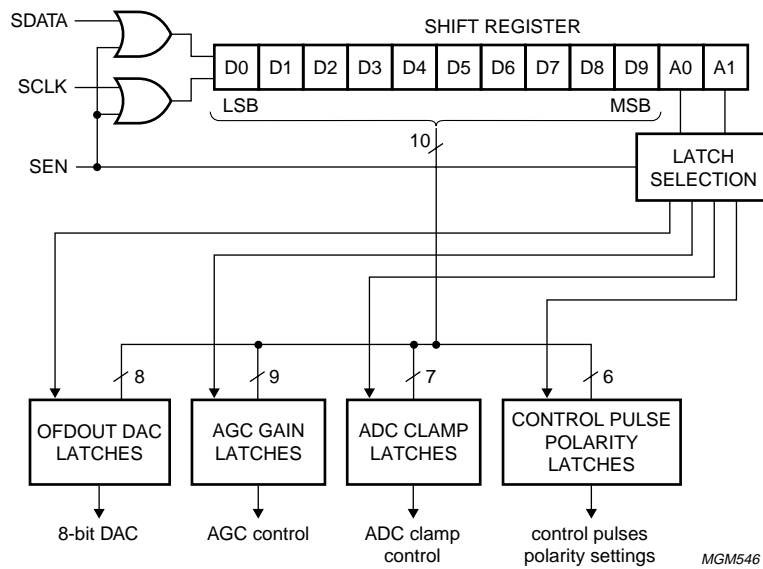 SDATA
SHIFT REGISTER
D0 D1 D2 D3 D4 D5 D6 D7 D8 D9 A0 A1
SCLK
LSB
MSB
10
SEN
LATCH
SELECTION
8
9
7
6
OFDOUT DAC
LATCHES
AGC GAIN
LATCHES
ADC CLAMP
LATCHES
CONTROL PULSE
POLARITY
LATCHES
8-bit DAC
AGC control
ADC clamp
control
control pulses
polarity settings
MGM546